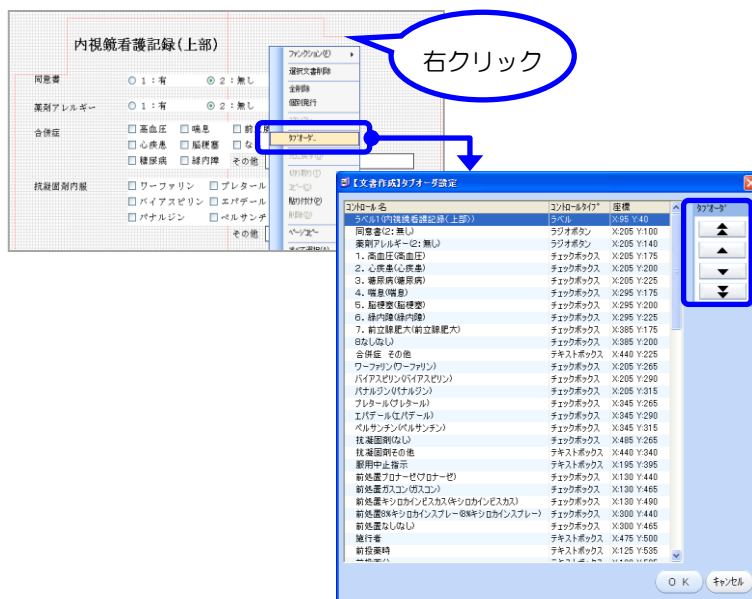 内視鏡看護記録(上部)
同意書 1:有 2:無し
薬剤アレルギー 1:有 2:無し
合併症 高血圧 喘息
心疾患 脳梗塞
糖尿病 緑内障 その他
抗凝固剤内服 ワーファリン プレタール
バイアスピリン エパデール
パナルジン ペルサンチ
その他
ファンクション(F)
選択文書削除
全削除
個別発行
タブオーダ...
切り取り(T)
コピー(C)
貼り付け(P)
削除(D)
ページコピー
右クリック
【文書作成】タブオーダ設定
コントロール名 コントロールタイプ 座標
ラベル1(内視鏡看護記録(上部)) ラベル X:95 Y:40
同意書(2:無し) ラジオボタン X:205 Y:100
薬剤アレルギー(2:無し) ラジオボタン X:205 Y:140
1. 高血圧(高血圧) チェックボックス X:205 Y:175
2. 心疾患(心疾患) チェックボックス X:205 Y:200
3. 糖尿病(糖尿病) チェックボックス X:205 Y:225
4. 喘息(喘息) チェックボックス X:295 Y:175
5. 脳梗塞(脳梗塞) チェックボックス X:295 Y:200
6. 緑内障(緑内障) チェックボックス X:295 Y:225
7. 前立腺肥大(前立腺肥大) チェックボックス X:385 Y:175
8なし(なし) チェックボックス X:385 Y:200
合併症 その他 テキストボックス X:440 Y:225
ワーファリン(ワーファリン) チェックボックス X:205 Y:265
バイアスピリン(バイアスピリン) チェックボックス X:205 Y:290
パナルジン(パナルジン) チェックボックス X:205 Y:315
プレタール(プレタール) チェックボックス X:345 Y:265
エパデール(エパデール) チェックボックス X:345 Y:290
ペルサンチン(ペルサンチン) チェックボックス X:345 Y:315
抗凝固剤(なし) チェックボックス X:485 Y:265
抗凝固剤その他 テキストボックス X:440 Y:340
服用中止指示 テキストボックス X:195 Y:395
前処置プロナーゼ(プロナーゼ) チェックボックス X:130 Y:440
前処置ガスコン(ガスコン) チェックボックス X:130 Y:465
前処置キシロカインビスカス(キシロカインビスカス) チェックボックス X:130 Y:490
前処置8%キシロカインスプレー(8%キシロカインスプレー) チェックボックス X:300 Y:440
前処置なし(なし) チェックボックス X:300 Y:465
施行者 テキストボックス X:475 Y:500
前投薬時 テキストボックス X:125 Y:535
タブオーダ
OK キャンセル